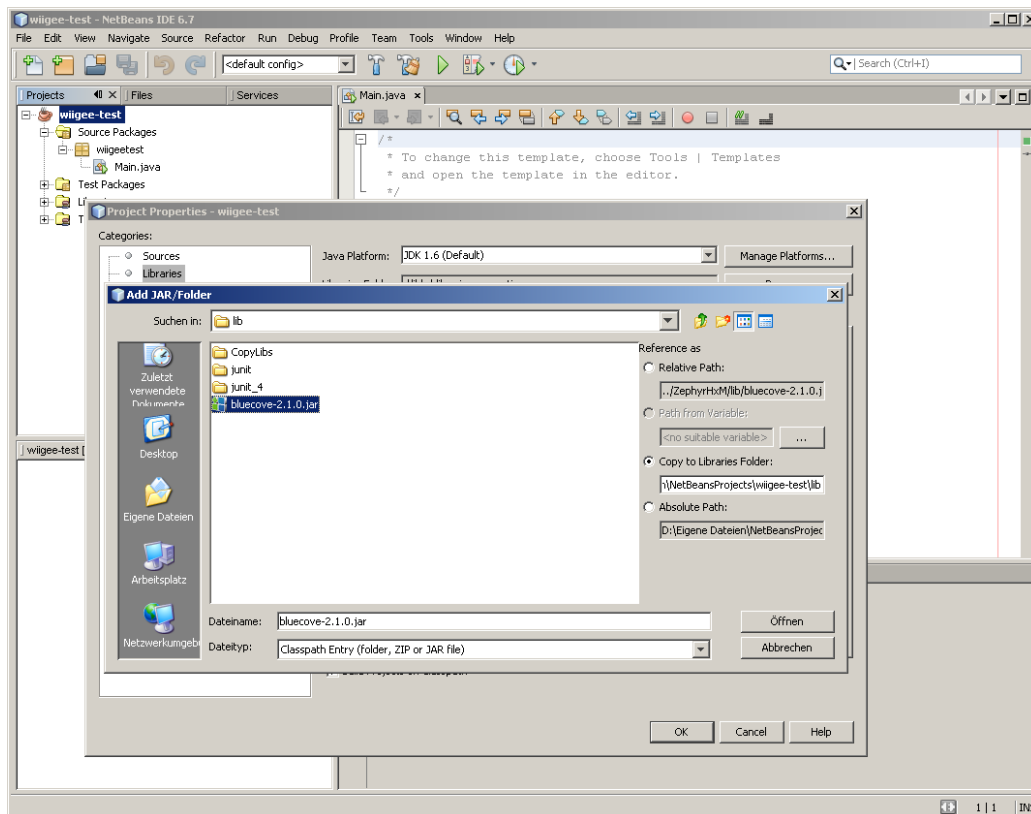 wiigee-test - NetBeans IDE 6.7
File Edit View Navigate Source Refactor Run Debug Profile Team Tools Window Help
<default config>
Search (Ctrl+I)
Projects Files Services
Main.java
wiigee-test
Source Packages
wiigeetest
Main.java
Test Packages
/*
* To change this template, choose Tools | Templates
* and open the template in the editor.
*/
Project Properties - wiigee-test
Categories:
Sources
Libraries
Java Platform: JDK 1.6 (Default) Manage Platforms...
Add JAR/Folder
Suchen in: lib
CopyLibs
junit
junit_4
bluecove-2.1.0.jar
Zuletzt
verwendete
Dokumente
Desktop
Eigene Dateien
Arbeitsplatz
Netzwerkumgeb
Reference as
Relative Path:
../ZephyrHxM/lib/bluecove-2.1.0.j
Path from Variable:
<no suitable variable> ...
Copy to Libraries Folder:
\NetBeansProjects\wiigee-test\lib
Absolute Path:
D:\Eigene Dateien\NetBeansProjec
Dateiname: bluecove-2.1.0.jar Öffnen
Dateityp: Classpath Entry (folder, ZIP or JAR file) Abbrechen
wiigee-test [
OK Cancel Help
1|1 IN